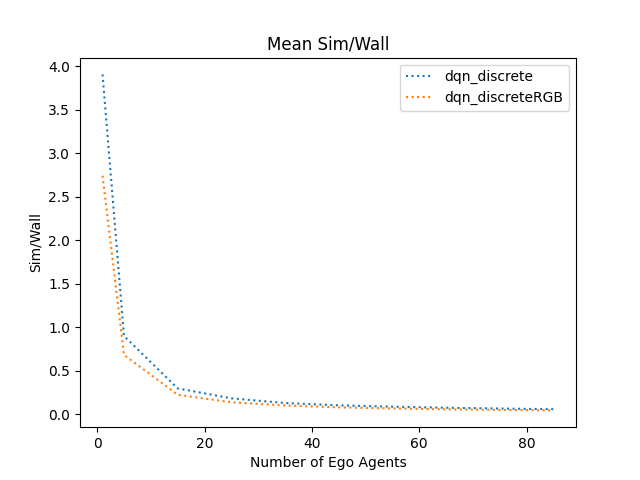 Mean Sim/Wall
dqn_discrete
dqn_discreteRGB
4.0
3.5
3.0
2.5
2.0
1.5
1.0
0.5
0.0
Sim/Wall
0 20 40 60 80
Number of Ego Agents